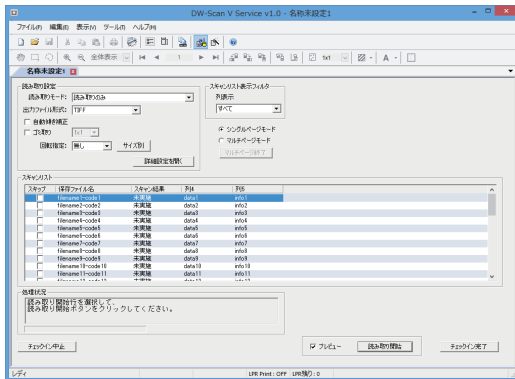 DW-Scan V Service v1.0 - 名称未設定1
ファイル(F) 編集(E) 表示(V) ツール(T) ヘルプ(H)
全体表示 1 1x1 A
名称未設定1
読み取り設定
読み取りモード: 読み取りのみ
出力ファイル形式: TIFF
自動傾き補正
ゴミ取り 1x1
回転指定: 無し サイズ別
詳細設定を開く
スキャンリスト表示フィルタ
列表示
すべて
シングルページモード
マルチページモード
マルチページ終了
スキャンリスト
スキップ 保存ファイル名 スキャン結果 列4 列5
filename1-code1 未実施 data1 info1
filename2-code2 未実施 data2 info2
filename3-code3 未実施 data3 info3
filename4-code4 未実施 data4 info4
filename5-code5 未実施 data5 info5
filename6-code6 未実施 data6 info6
filename7-code7 未実施 data7 info7
filename8-code8 未実施 data8 info8
filename9-code9 未実施 data9 info9
filename10-code10 未実施 data10 info10
filename11-code11 未実施 data11 info11
処理状況
読み取り開始行を選択して、
読み取り開始ボタンをクリックしてください。
チェックイン中止 プレビュー 読み取り開始 チェックイン完了
レディ LPR Print : OFF LPR残り : 0